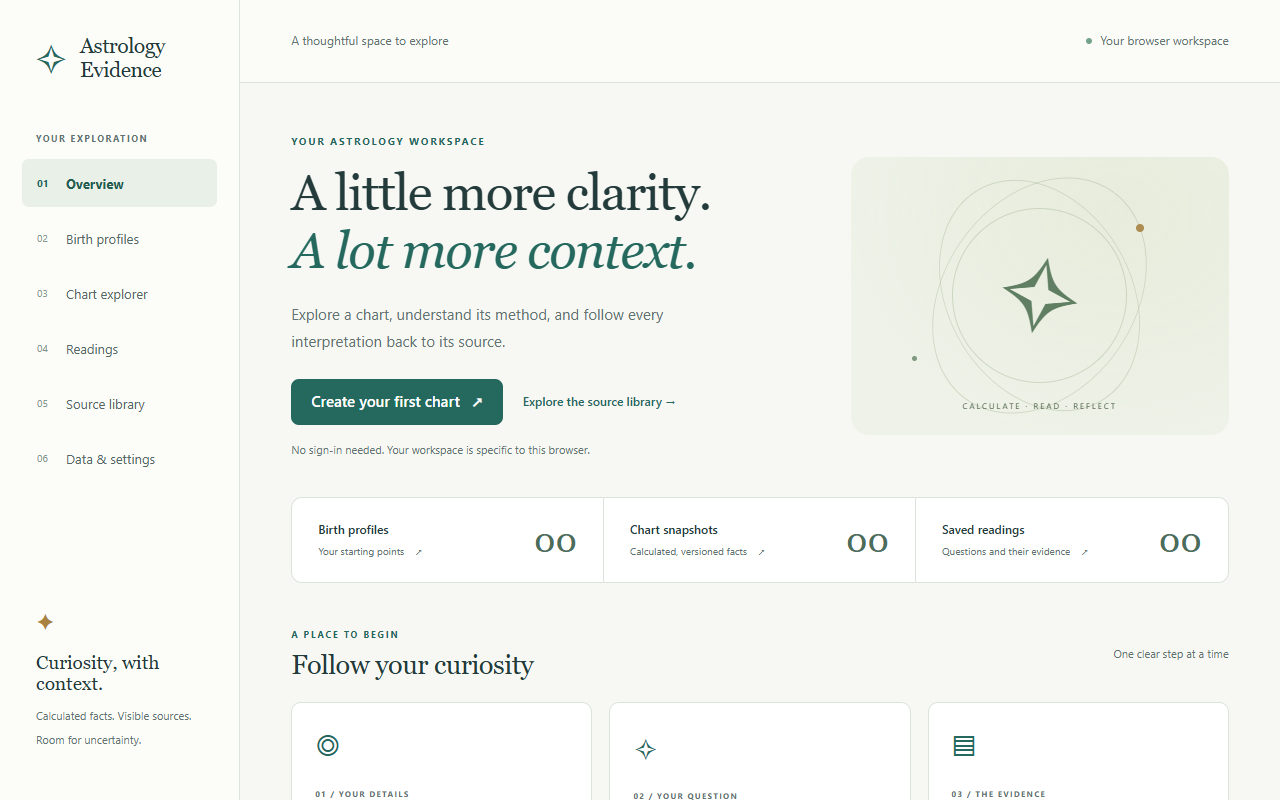 Astrology
Evidence
YOUR EXPLORATION
01 Overview
02 Birth profiles
03 Chart explorer
04 Readings
05 Source library
06 Data & settings
Curiosity, with
context.
Calculated facts. Visible sources.
Room for uncertainty.
A thoughtful space to explore
Your browser workspace
YOUR ASTROLOGY WORKSPACE
A little more clarity.
A lot more context.
Explore a chart, understand its method, and follow every
interpretation back to its source.
Create your first chart ↗
Explore the source library →
No sign-in needed. Your workspace is specific to this browser.
CALCULATE · READ · REFLECT
Birth profiles
Your starting points ↗
00
Chart snapshots
Calculated, versioned facts ↗
00
Saved readings
Questions and their evidence ↗
00
A PLACE TO BEGIN
Follow your curiosity
One clear step at a time
01 / YOUR DETAILS
02 / YOUR QUESTION
03 / THE EVIDENCE